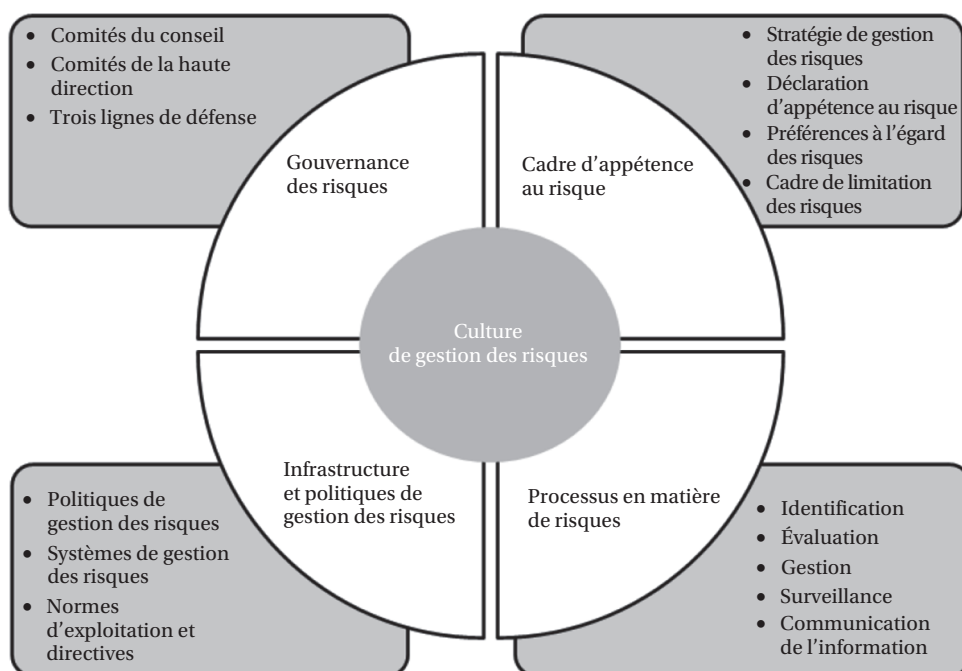 • Comités du conseil
• Comités de la haute
direction
• Trois lignes de défense
• Stratégie de gestion
des risques
• Déclaration
d’appétence au risque
• Préférences à l’égard
des risques
• Cadre de limitation
des risques
Gouvernance
des risques
Cadre d’appétence
au risque
Culture
de gestion des risques
Infrastructure
et politiques de
gestion des risques
Processus en matière
de risques
• Politiques de
gestion des risques
• Systèmes de gestion
des risques
• Normes
d’exploitation et
directives
• Identification
• Évaluation
• Gestion
• Surveillance
• Communication
de l’information